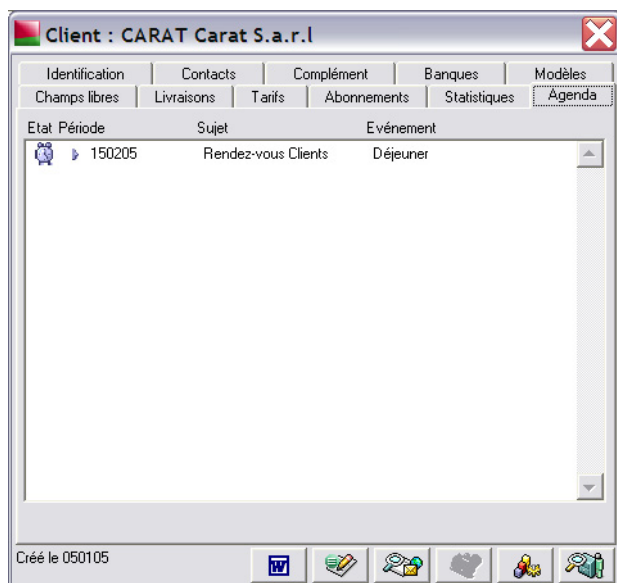 Client : CARAT Carat S.a.r.l
Identification Contacts Complément Banques Modèles
Champs libres Livraisons Tarifs Abonnements Statistiques Agenda
Etat Période Sujet Evénement
150205 Rendez-vous Clients Déjeuner
Créé le 050105
W